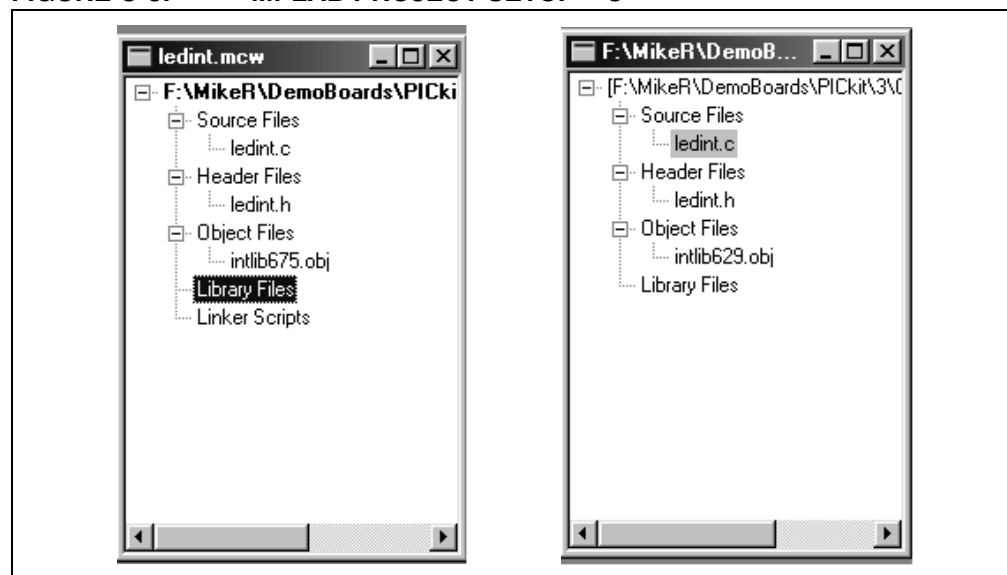 ledint.mcw
F:\MikeR\DemoBoards\PICki
Source Files
ledint.c
Header Files
ledint.h
Object Files
intlib675.obj
Library Files
Linker Scripts
F:\MikeR\DemoB...
[F:\MikeR\DemoBoards\PICkit\3\
Source Files
ledint.c
Header Files
ledint.h
Object Files
intlib629.obj
Library Files